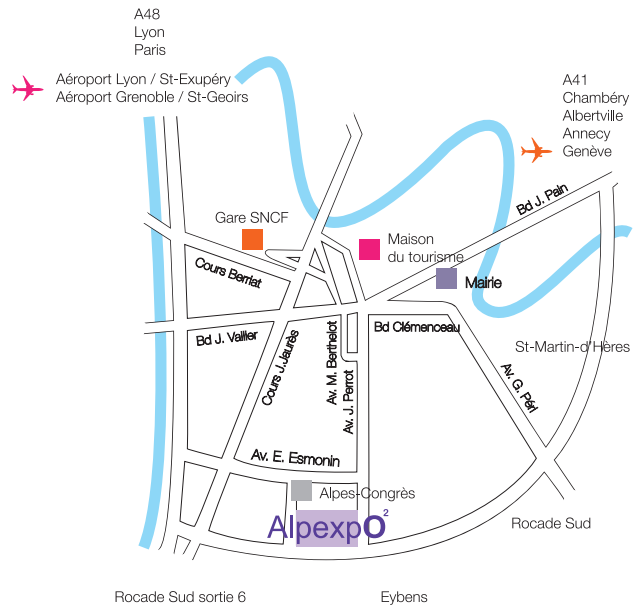 A48
Lyon
Paris
Aéroport Lyon / St-Exupéry
Aéroport Grenoble / St-Geoirs
A41
Chambéry
Albertville
Annecy
Genève
Bd J. Pain
Gare SNCF
Maison
du tourisme
Mairie
Cours Berriat
Bd J. Vallier
Cours J.Jaurès
Av. M. Berthelot
Av. J. Perrot
Bd Clémenceau
St-Martin-d'Hères
Av. G. Péri
Av. E. Esmonin
Alpes-Congrès
AlpexpO²
Rocade Sud
Rocade Sud sortie 6
Eybens